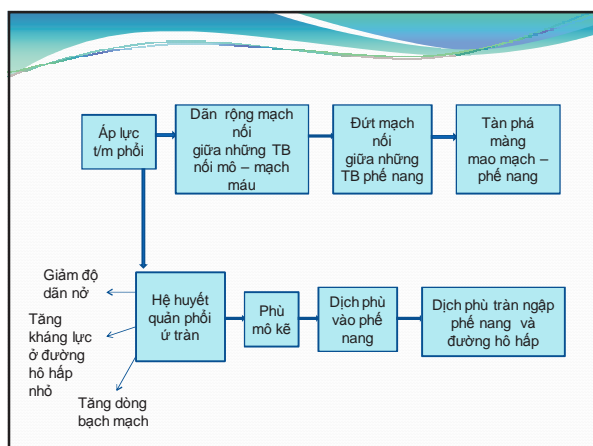 Áp lực
t/m phổi
Dãn rộng mạch
nối
giữa những TB
nối mô – mạch
máu
Đứt mạch
nối
giữa những
TB phế nang
Tàn phá
màng
mao mạch –
phế nang
Giảm độ
dãn nở
Tăng
kháng lực
ở đường
hô hấp
nhỏ
Tăng dòng
bạch mạch
Hệ huyết
quản phổi
ứ tràn
Phù
mô kẽ
Dịch phù
vào phế
nang
Dịch phù tràn ngập
phế nang và
đường hô hấp